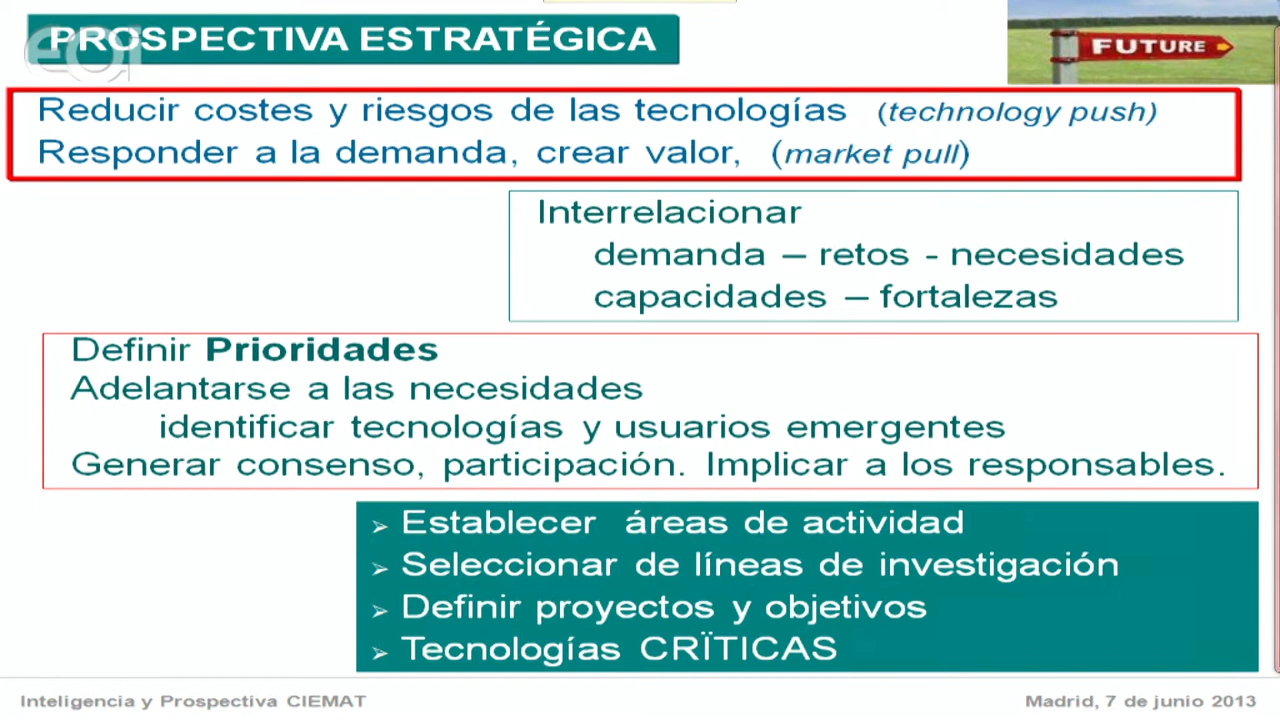 PROSPECTIVA ESTRATÉGICA
eoi
FUTURE
Reducir costes y riesgos de las tecnologías (technology push)
Responder a la demanda, crear valor, (market pull)
Interrelacionar
demanda – retos - necesidades
capacidades – fortalezas
Definir Prioridades
Adelantarse a las necesidades
identificar tecnologías y usuarios emergentes
Generar consenso, participación. Implicar a los responsables.
➢ Establecer áreas de actividad
➢ Seleccionar de líneas de investigación
➢ Definir proyectos y objetivos
➢ Tecnologías CRÏTICAS
Inteligencia y Prospectiva CIEMAT
Madrid, 7 de junio 2013